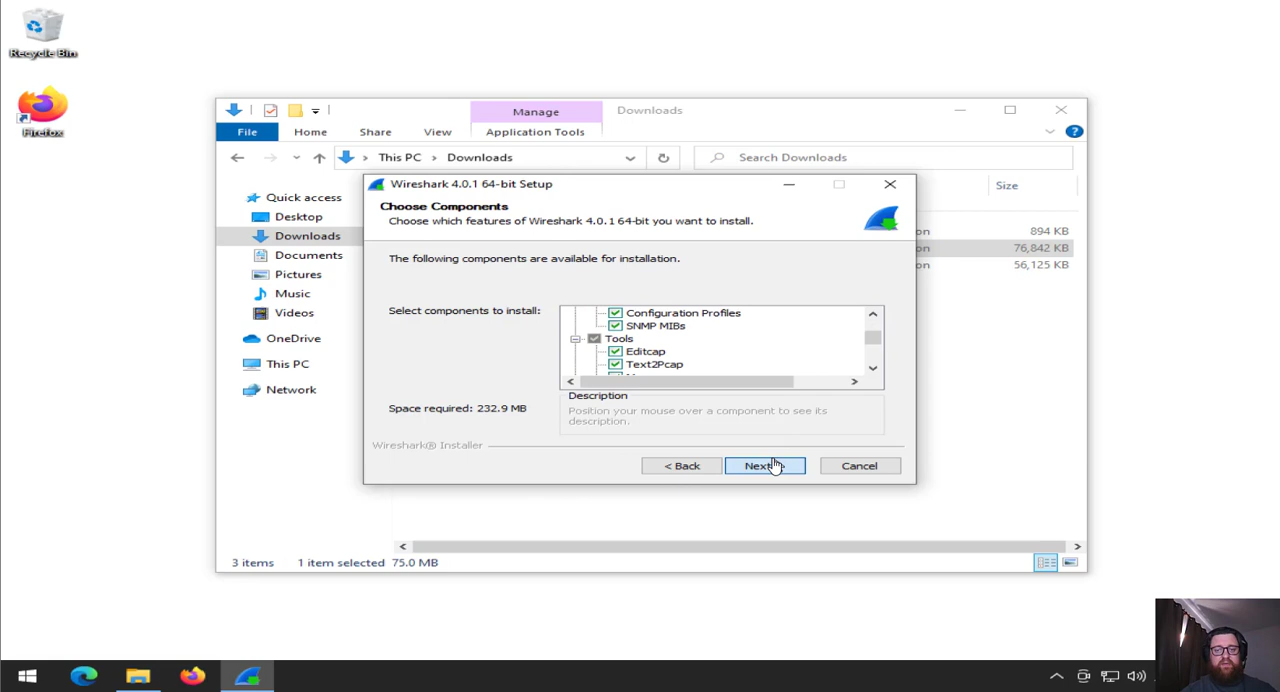 Recycle Bin
Firefox
Manage
Downloads
File
Home
Share
View
Application Tools
This PC
Downloads
Search Downloads
Quick access
Desktop
Downloads
Documents
Pictures
Music
Videos
OneDrive
This PC
Network
Size
on 894 KB
76,842 KB
on 56,125 KB
Wireshark 4.0.1 64-bit Setup
Choose Components
Choose which features of Wireshark 4.0.1 64-bit you want to install.
The following components are available for installation.
Select components to install:
Configuration Profiles
SNMP MIBs
Tools
Editcap
Text2Pcap
Space required: 232.9 MB
Description
Position your mouse over a component to see its
description.
Wireshark® Installer
< Back
Next
Cancel
3 items
1 item selected 75.0 MB